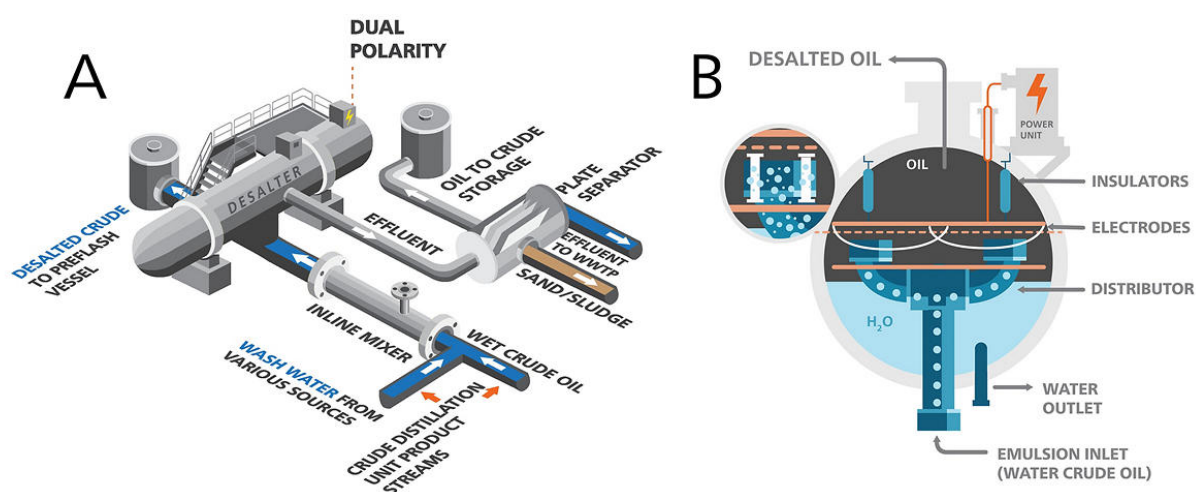 A
DUAL
POLARITY
DESALTER
DESALTED CRUDE
TO PREFLASH
VESSEL
EFFLUENT
OIL TO CRUDE
STORAGE
PLATE
SEPARATOR
EFFLUENT
TO WWTP
SAND/SLUDGE
INLINE MIXER
WET CRUDE OIL
WASH WATER FROM
VARIOUS SOURCES
CRUDE DISTILLATION
UNIT PRODUCT
STREAMS
B
DESALTED OIL
POWER
UNIT
OIL
INSULATORS
ELECTRODES
DISTRIBUTOR
H₂O
WATER
OUTLET
EMULSION INLET
(WATER CRUDE OIL)